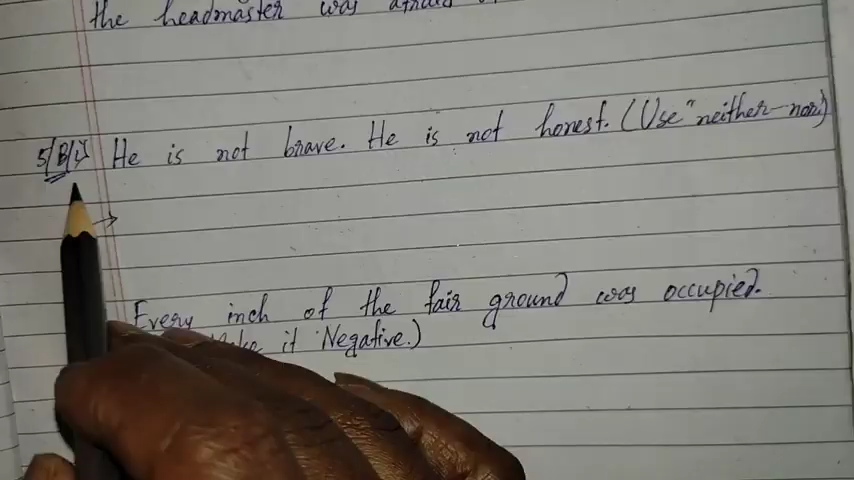 the headmaster was afraid
5/B/i} He is not brave. He is not honest. (Use "neither-nor)
→
Every inch of the fair ground was occupied.
it Negative.)